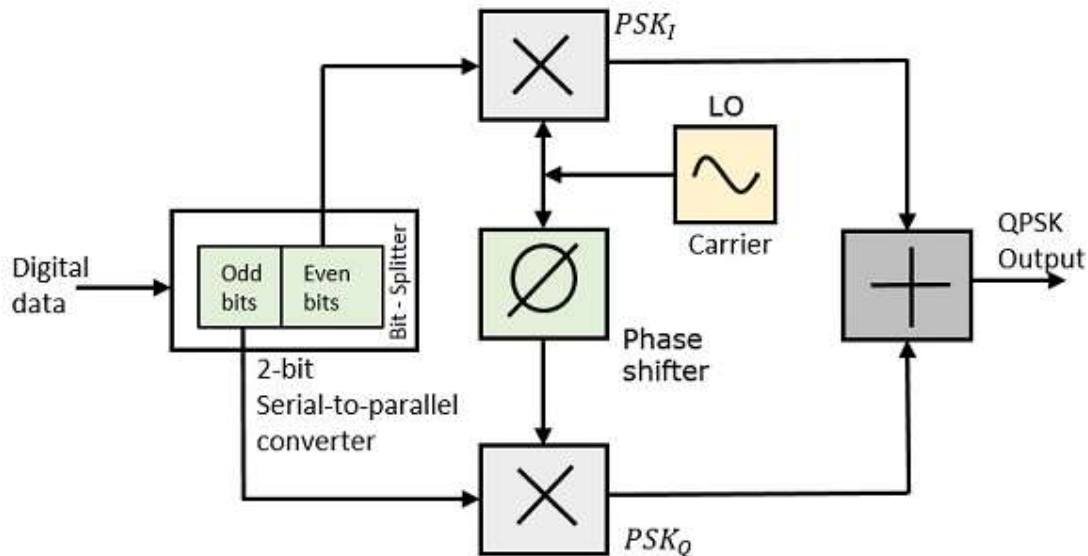 PSK_I
LO
Carrier
Digital
data
Odd
bits
Even
bits
Bit - Splitter
2-bit
Serial-to-parallel
converter
Phase
shifter
QPSK
Output
PSK_Q